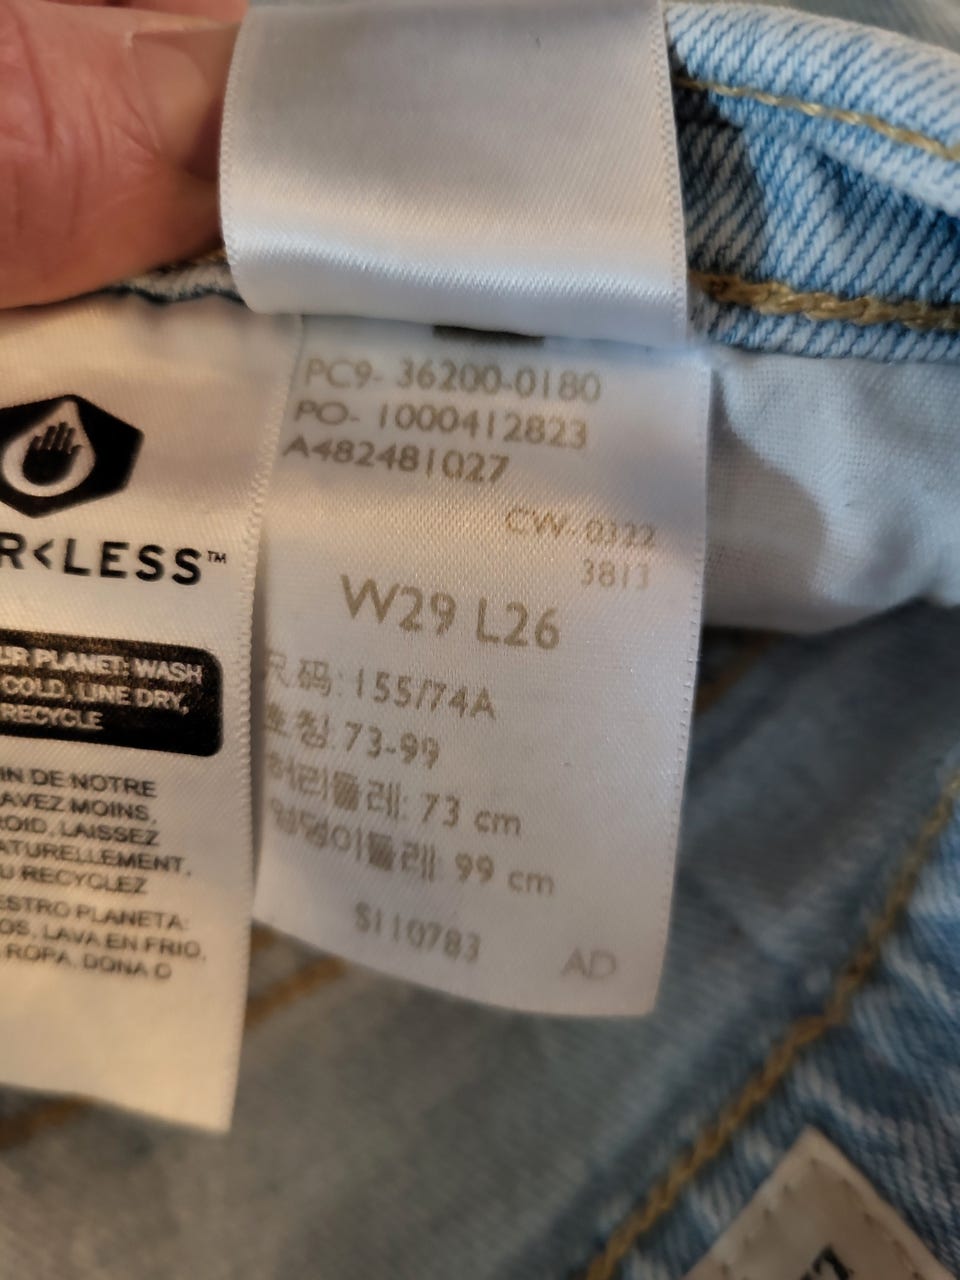 R<LESS™
UR PLANET: WASH
COLD, LINE DRY,
RECYCLE
IN DE NOTRE
AVEZ MOINS,
ROID, LAISSEZ
ATURELLEMENT,
U RECYCLEZ
ESTRO PLANETA:
OS, LAVA EN FRIO,
ROPA, DONA O
PC9- 36200-0180
PO- 1000412823
A482481027
CW-0322
3813
W29 L26
尺码: 155/74A
호칭: 73-99
허리둘레: 73 cm
엉덩이둘레: 99 cm
S110783
AD